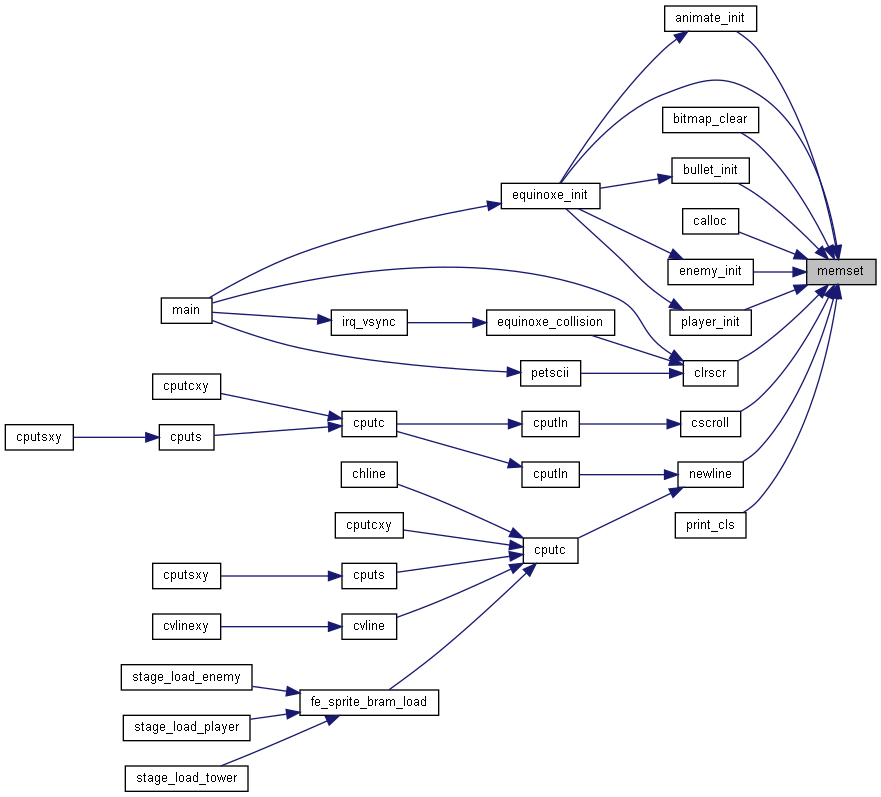 animate_init
bitmap_clear
bullet_init
equinoxe_init
calloc
enemy_init
memset
main
irq_vsync
equinoxe_collision
player_init
petscii
clrscr
cputcxy
cputsxy
cputs
cputc
cputln
cscroll
chline
cputln
newline
cputcxy
print_cls
cputc
cputsxy
cputs
cvlinexy
cvline
stage_load_enemy
fe_sprite_bram_load
stage_load_player
stage_load_tower